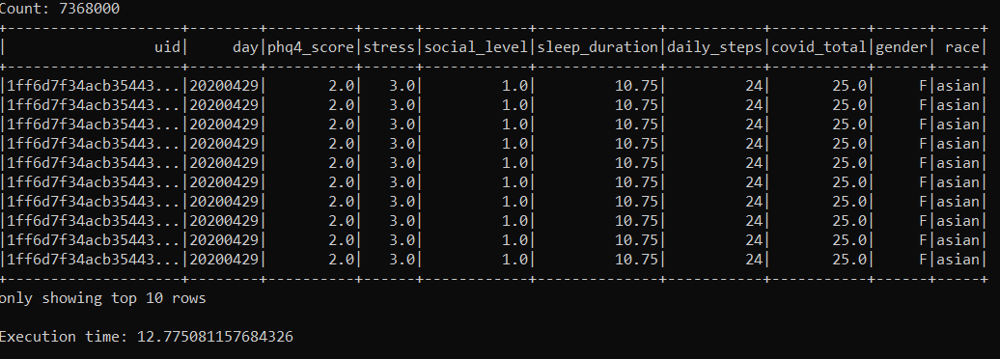 Count: 7368000
+--------------------+--------+----------+------+------------+--------------+-----------+-----------+------+-----+
|                 uid|     day|phq4_score|stress|social_level|sleep_duration|daily_steps|covid_total|gender| race|
+--------------------+--------+----------+------+------------+--------------+-----------+-----------+------+-----+
|1ff6d7f34acb35443...|20200429|       2.0|   3.0|         1.0|         10.75|         24|       25.0|     F|asian|
|1ff6d7f34acb35443...|20200429|       2.0|   3.0|         1.0|         10.75|         24|       25.0|     F|asian|
|1ff6d7f34acb35443...|20200429|       2.0|   3.0|         1.0|         10.75|         24|       25.0|     F|asian|
|1ff6d7f34acb35443...|20200429|       2.0|   3.0|         1.0|         10.75|         24|       25.0|     F|asian|
|1ff6d7f34acb35443...|20200429|       2.0|   3.0|         1.0|         10.75|         24|       25.0|     F|asian|
|1ff6d7f34acb35443...|20200429|       2.0|   3.0|         1.0|         10.75|         24|       25.0|     F|asian|
|1ff6d7f34acb35443...|20200429|       2.0|   3.0|         1.0|         10.75|         24|       25.0|     F|asian|
|1ff6d7f34acb35443...|20200429|       2.0|   3.0|         1.0|         10.75|         24|       25.0|     F|asian|
|1ff6d7f34acb35443...|20200429|       2.0|   3.0|         1.0|         10.75|         24|       25.0|     F|asian|
|1ff6d7f34acb35443...|20200429|       2.0|   3.0|         1.0|         10.75|         24|       25.0|     F|asian|
+--------------------+--------+----------+------+------------+--------------+-----------+-----------+------+-----+
only showing top 10 rows

Execution time: 12.775081157684326